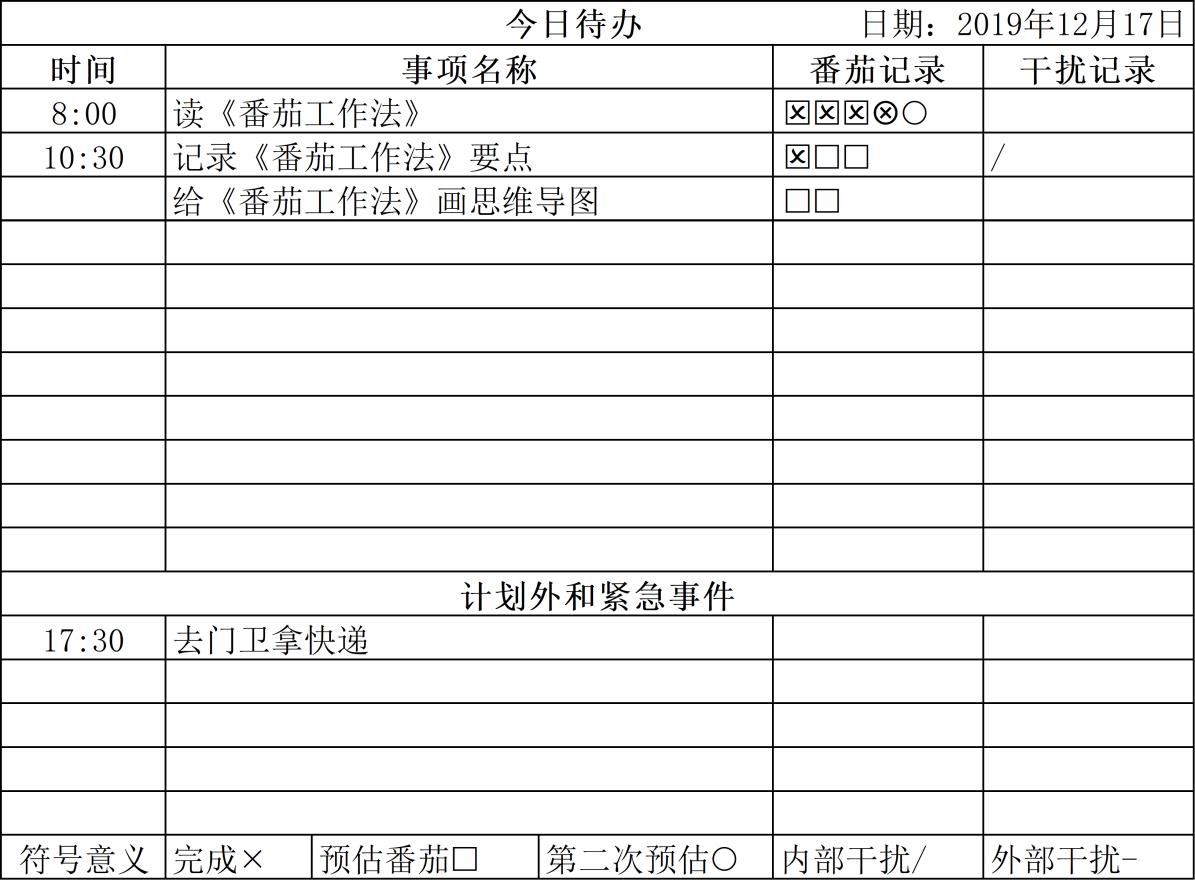 今日待办 日期：2019年12月17日
时间 事项名称 番茄记录 干扰记录
8:00 读《番茄工作法》 ☒☒☒⊗○
10:30 记录《番茄工作法》要点 ☒□□ /
给《番茄工作法》画思维导图 □□
计划外和紧急事件
17:30 去门卫拿快递
符号意义 完成× 预估番茄□ 第二次预估○ 内部干扰/ 外部干扰-